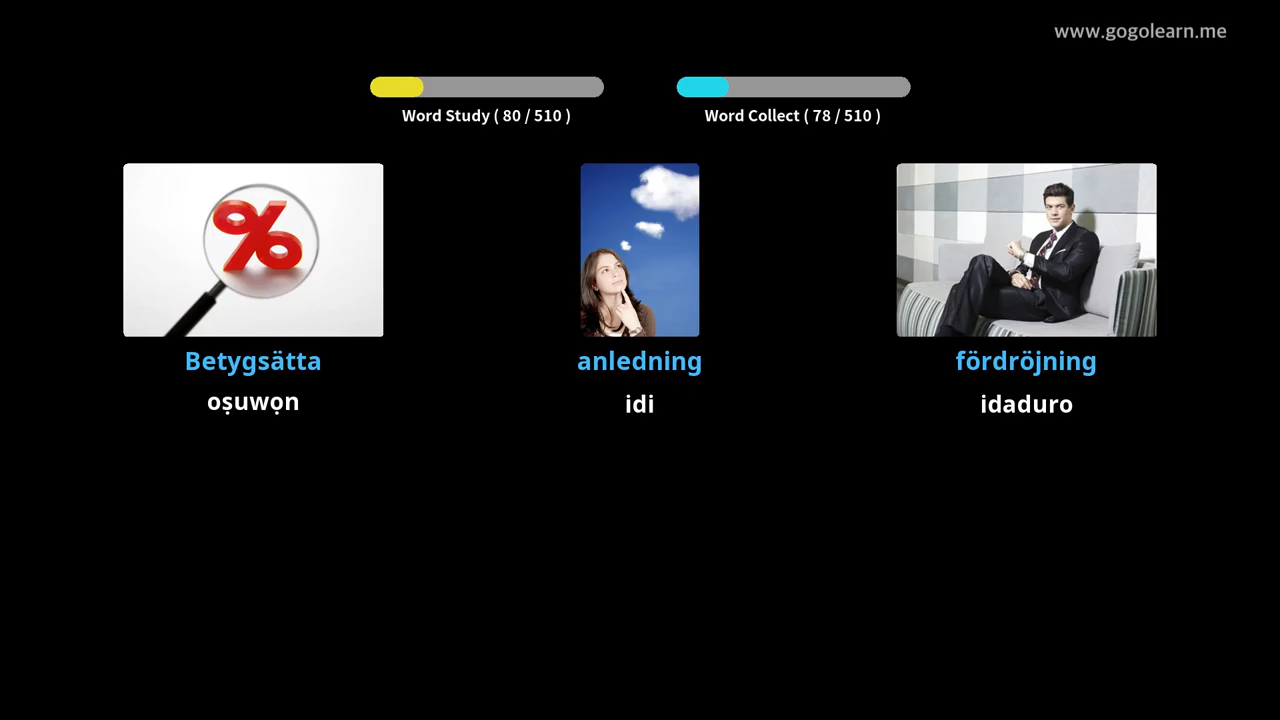 www.gogolearn.me
Word Study ( 80 / 510 )
Word Collect ( 78 / 510 )
Betygsätta
anledning
fördröjning
oṣuwọn
idi
idaduro